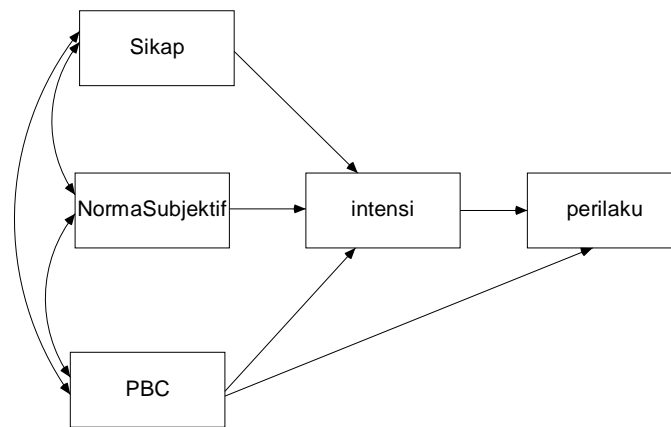 Sikap
NormaSubjektif
intensi
perilaku
PBC